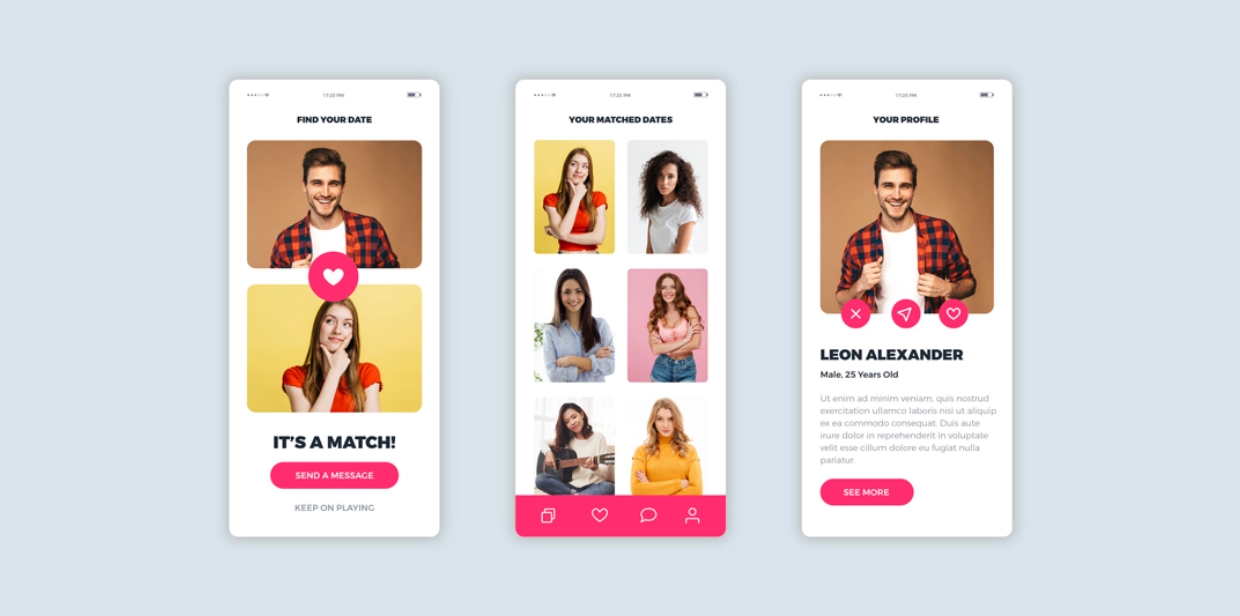 17:25 PM
FIND YOUR DATE
IT'S A MATCH!
SEND A MESSAGE
KEEP ON PLAYING
17:25 PM
YOUR MATCHED DATES
17:25 PM
YOUR PROFILE
LEON ALEXANDER
Male, 25 Years Old
Ut enim ad minim veniam, quis nostrud
exercitation ullamco laboris nisi ut aliquip
ex ea commodo consequat. Duis aute
irure dolor in reprehenderit in voluptate
velit esse cillum dolore eu fugiat nulla
pariatur.
SEE MORE